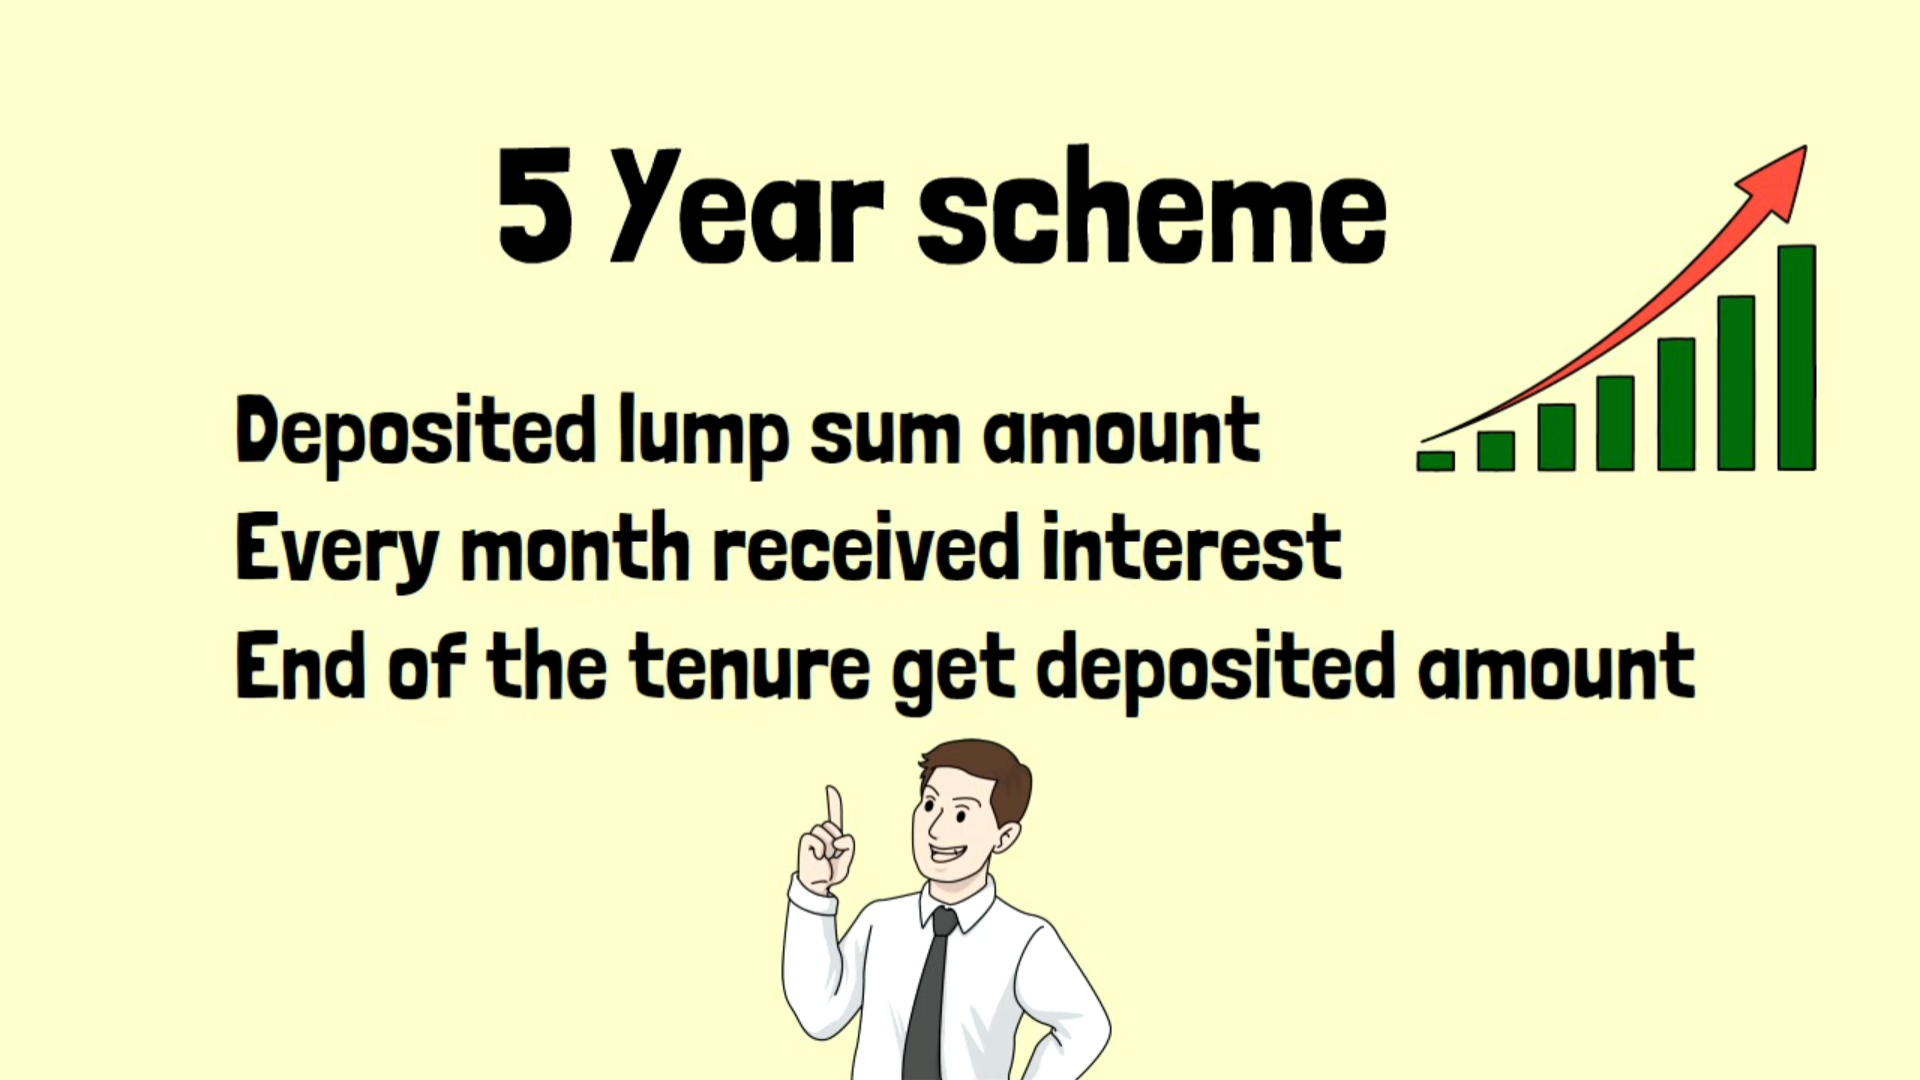 5 Year scheme
Deposited lump sum amount
Every month received interest
End of the tenure get deposited amount